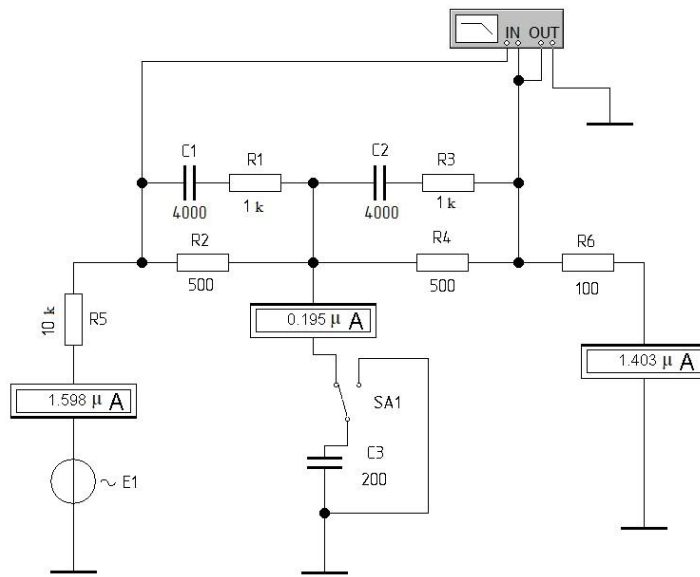 IN OUT
C1
R1
C2
R3
4000
1 k
4000
1 k
R2
R4
R6
500
500
100
10 k
R5
0.195 μ A
1.403 μ A
1.598 μ A
SA1
~ E1
C3
200